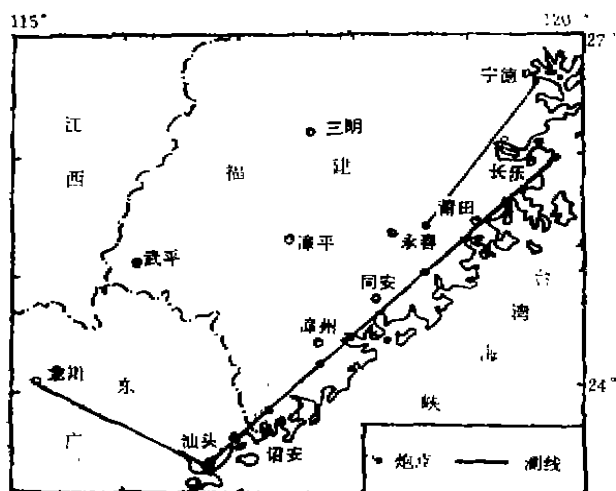 115° 120°
27°
宁德
江
三明
西
福
建
长乐
莆田
永春
漳平
武平
台
同安
湾
漳州
海
龙川
东
24°
峡
汕头
广
诏安
炮点
测线